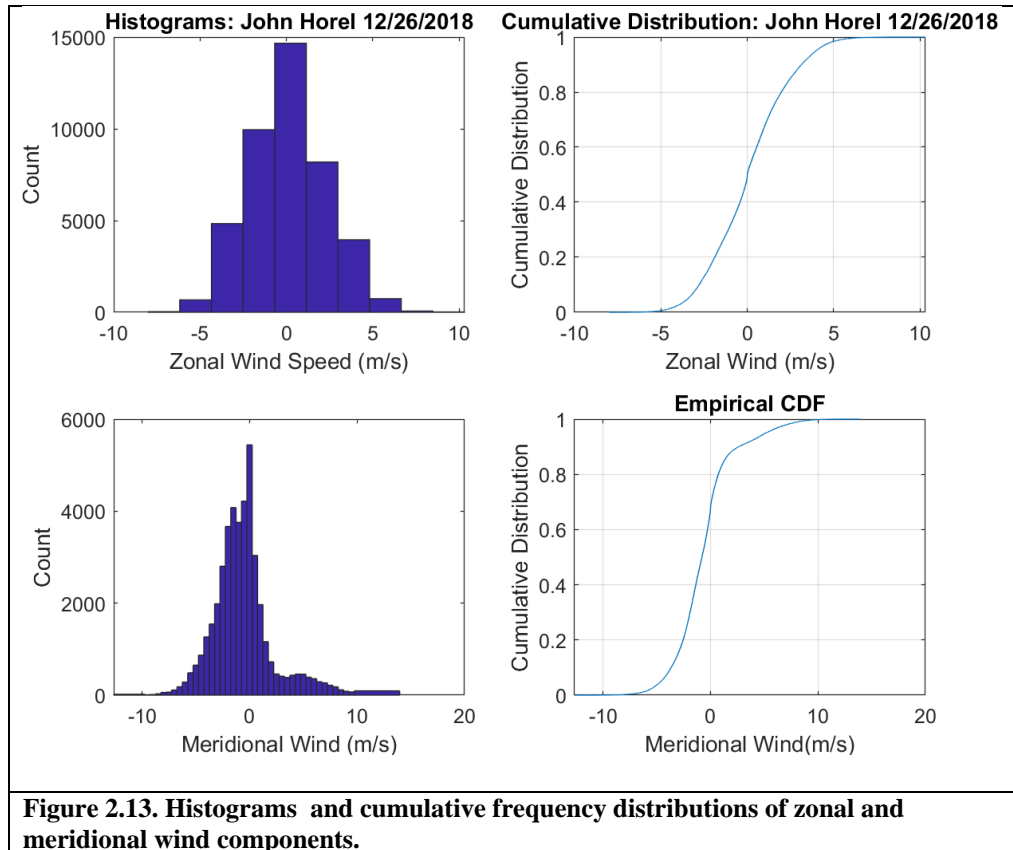 Histograms: John Horel 12/26/2018
15000
10000
5000
0
Count
-10 -5 0 5 10
Zonal Wind Speed (m/s)
Cumulative Distribution: John Horel 12/26/2018
1
0.8
0.6
0.4
0.2
0
Cumulative Distribution
-10 -5 0 5 10
Zonal Wind (m/s)
6000
4000
2000
0
Count
-10 0 10 20
Meridional Wind (m/s)
Empirical CDF
1
0.8
0.6
0.4
0.2
0
Cumulative Distribution
-10 0 10 20
Meridional Wind(m/s)
Figure 2.13. Histograms and cumulative frequency distributions of zonal and
meridional wind components.